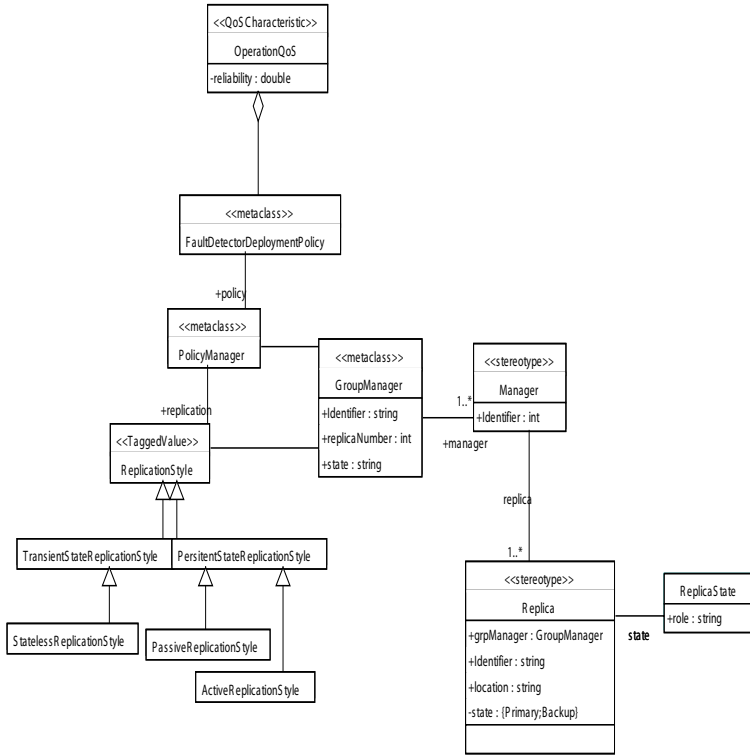 <<QoSCharacteristic>>
OperationQoS
-reliability : double
<<metaclass>>
FaultDetectorDeploymentPolicy
+policy
<<metaclass>>
PolicyManager
<<metaclass>>
GroupManager
+Identifier : string
+replicaNumber : int
+state : string
<<stereotype>>
Manager
+Identifier : int
1..*
+manager
+replication
<<TaggedValue>>
ReplicationStyle
replica
1..*
TransientStateReplicationStyle
PersitentStateReplicationStyle
StatelessReplicationStyle
PassiveReplicationStyle
ActiveReplicationStyle
<<stereotype>>
Replica
+grpManager : GroupManager
+Identifier : string
+location : string
-state : {Primary;Backup}
state
ReplicaState
+role : string